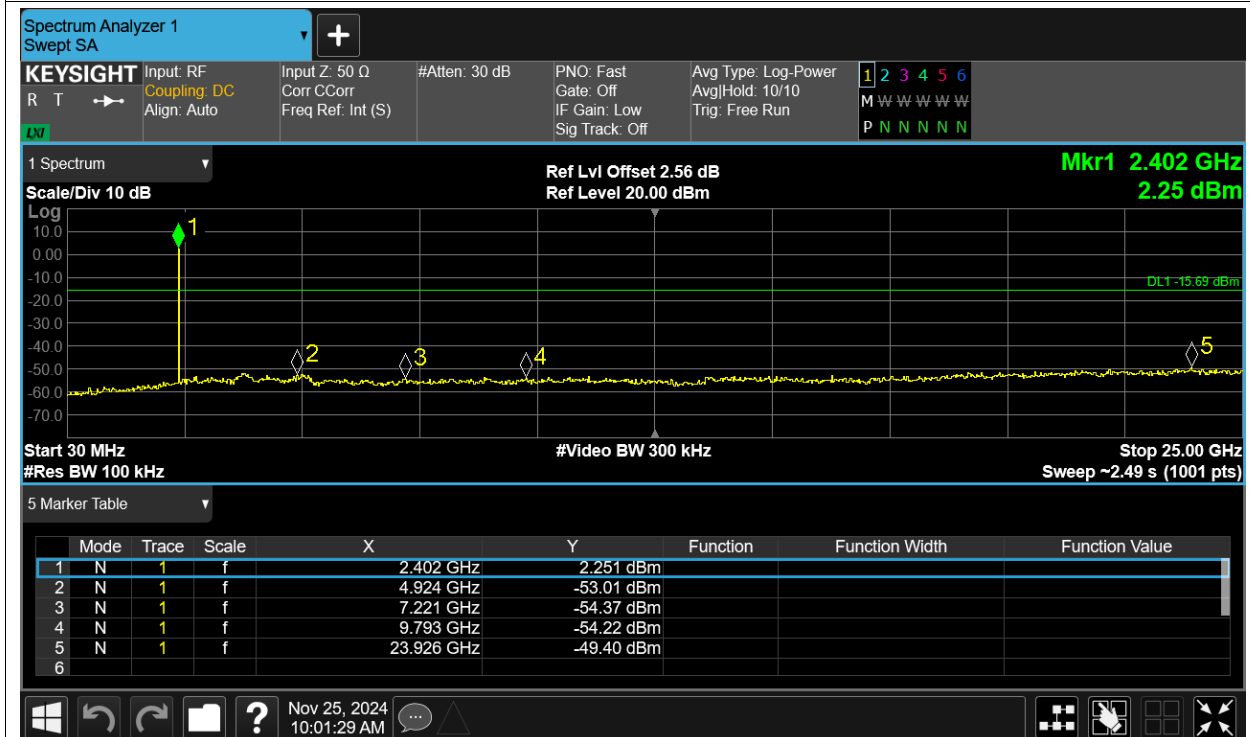 Spectrum Analyzer 1
Swept SA
KEYSIGHT
R T
LXI
Input: RF
Coupling: DC
Align: Auto
Input Z: 50 Ω
Corr CCorr
Freq Ref: Int (S)
#Atten: 30 dB
PNO: Fast
Gate: Off
IF Gain: Low
Sig Track: Off
Avg Type: Log-Power
Avg|Hold: 10/10
Trig: Free Run
1 2 3 4 5 6
M W W W W W
P N N N N N
1 Spectrum
Scale/Div 10 dB
Ref Lvl Offset 2.56 dB
Ref Level 20.00 dBm
Mkr1 2.402 GHz
2.25 dBm
Log
10.0
0.00
-10.0
-20.0
-30.0
-40.0
-50.0
-60.0
-70.0
1
DL1 -15.69 dBm
2
3
4
5
Start 30 MHz
#Res BW 100 kHz
#Video BW 300 kHz
Stop 25.00 GHz
Sweep ~2.49 s (1001 pts)
5 Marker Table
Mode Trace Scale X Y Function Function Width Function Value
1 N 1 f 2.402 GHz 2.251 dBm
2 N 1 f 4.924 GHz -53.01 dBm
3 N 1 f 7.221 GHz -54.37 dBm
4 N 1 f 9.793 GHz -54.22 dBm
5 N 1 f 23.926 GHz -49.40 dBm
6
?
Nov 25, 2024
10:01:29 AM